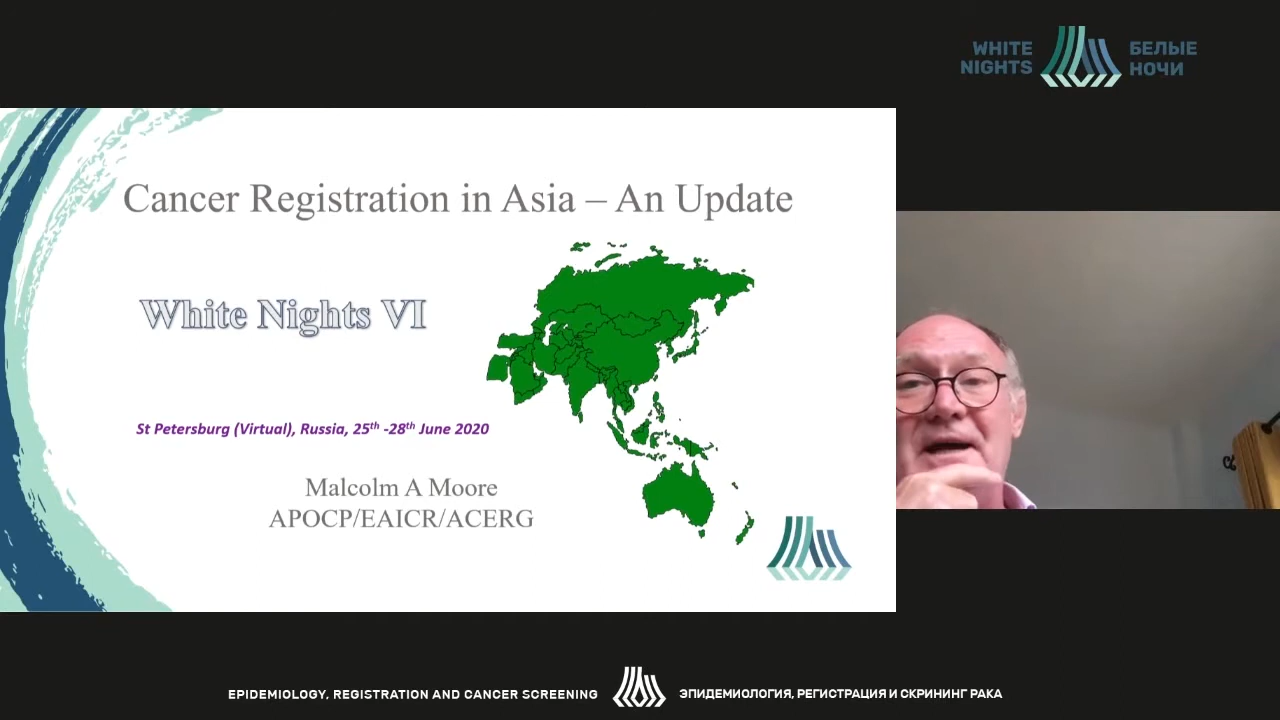 WHITE
NIGHTS
БЕЛЫЕ
НОЧИ
Cancer Registration in Asia – An Update
White Nights VI
St Petersburg (Virtual), Russia, 25th -28th June 2020
Malcolm A Moore
APOCP/EAICR/ACERG
EPIDEMIOLOGY, REGISTRATION AND CANCER SCREENING
ЭПИДЕМИОЛОГИЯ, РЕГИСТРАЦИЯ И СКРИНИНГ РАКА